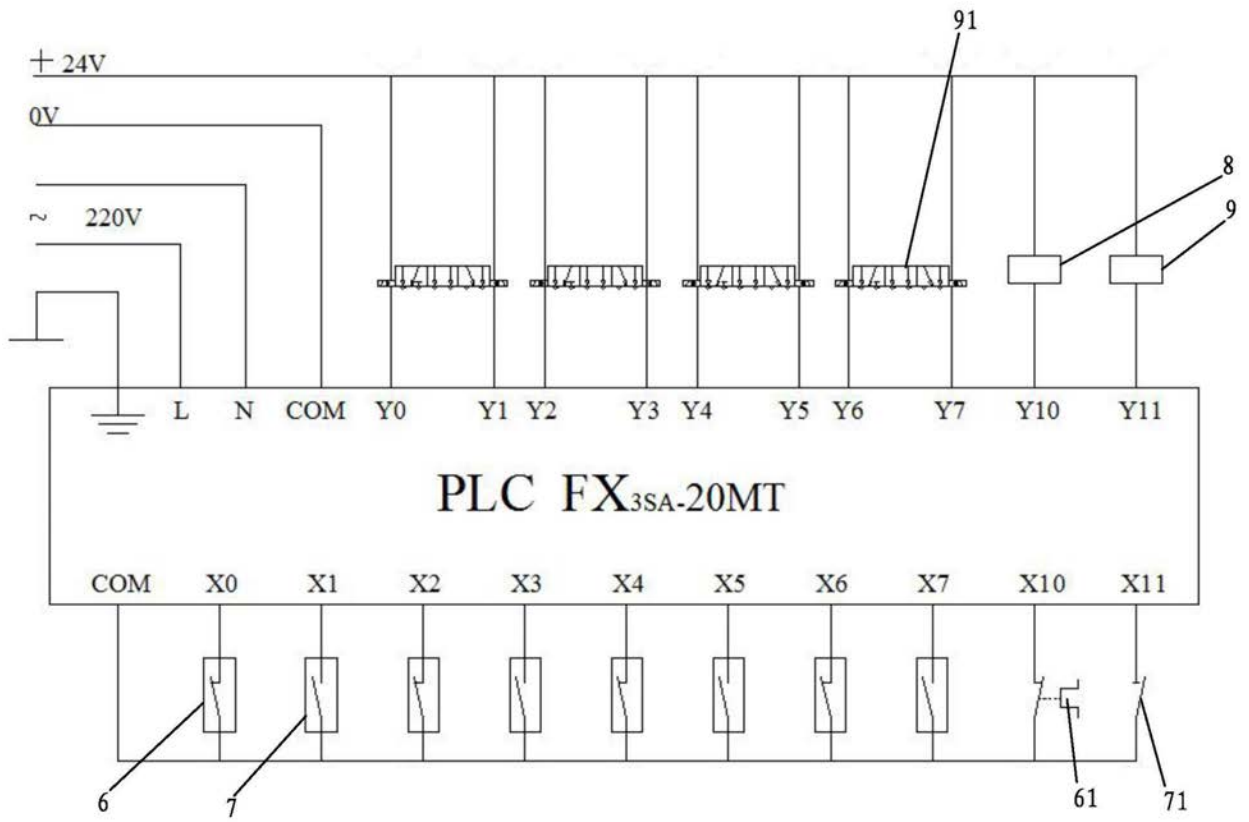 91
+ 24V
0V
8
~ 220V
9
L N COM Y0 Y1 Y2 Y3 Y4 Y5 Y6 Y7 Y10 Y11
PLC FX3SA-20MT
COM X0 X1 X2 X3 X4 X5 X6 X7 X10 X11
6 7 61 71